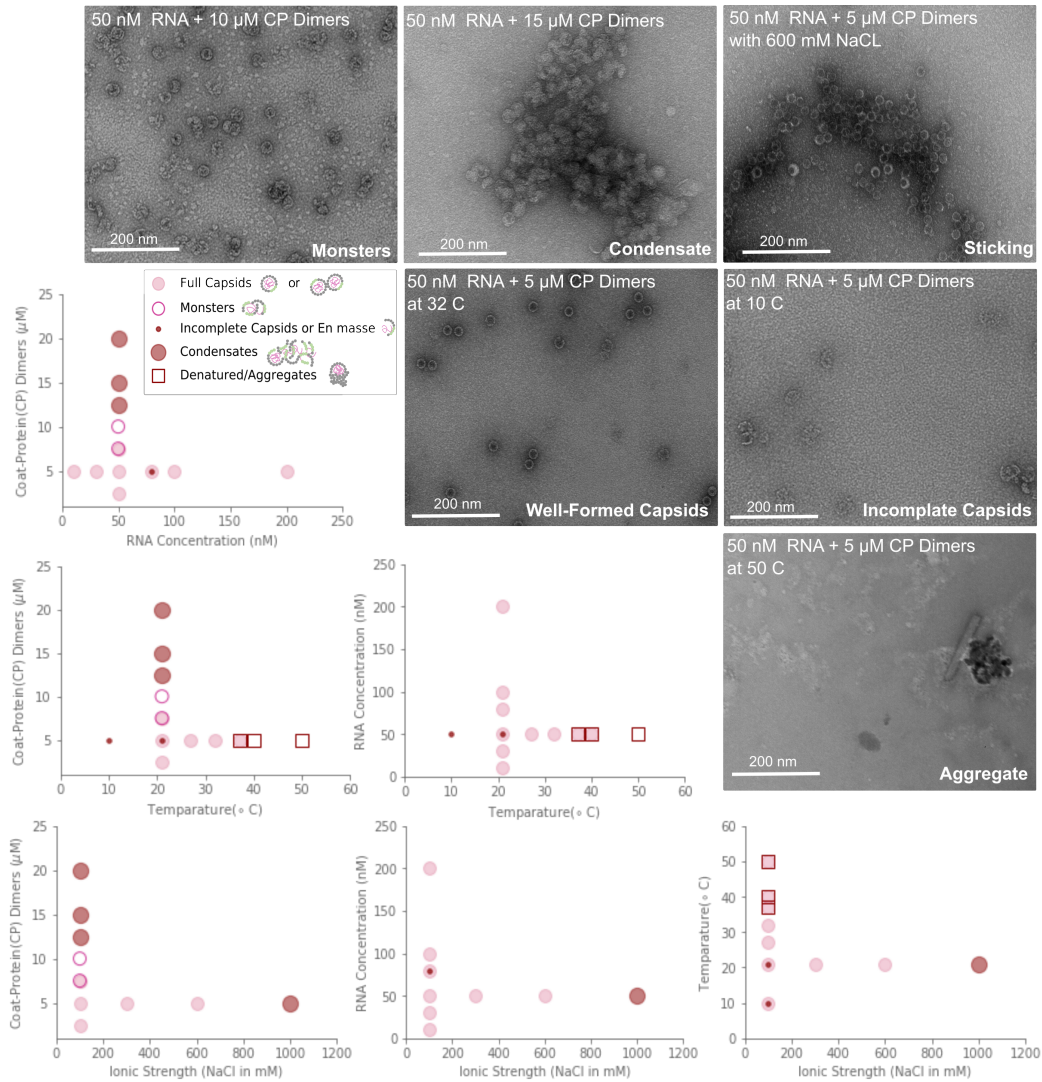 50 nM RNA + 10 µM CP Dimers
200 nm
Monsters
50 nM RNA + 15 µM CP Dimers
200 nm
Condensate
50 nM RNA + 5 µM CP Dimers
with 600 mM NaCL
200 nm
Sticking
Coat-Protein(CP) Dimers (µM)
25
20
15
10
5
0 50 100 150 200 250
RNA Concentration (nM)
Full Capsids or
Monsters
Incomplete Capsids or En masse
Condensates
Denatured/Aggregates
50 nM RNA + 5 µM CP Dimers
at 32 C
200 nm
Well-Formed Capsids
50 nM RNA + 5 µM CP Dimers
at 10 C
200 nm
Incomplate Capsids
Coat-Protein(CP) Dimers (µM)
25
20
15
10
5
0 10 20 30 40 50 60
Temparature(∘ C)
RNA Concentration (nM)
250
200
150
100
50
0
0 10 20 30 40 50 60
Temparature(∘ C)
50 nM RNA + 5 µM CP Dimers
at 50 C
200 nm
Aggregate
Coat-Protein(CP) Dimers (µM)
25
20
15
10
5
0 200 400 600 800 1000 1200
Ionic Strength (NaCl in mM)
RNA Concentration (nM)
250
200
150
100
50
0
0 200 400 600 800 1000 1200
Ionic Strength (NaCl in mM)
Temparature(∘ C)
60
50
40
30
20
10
0
0 200 400 600 800 1000 1200
Ionic Strength (NaCl in mM)